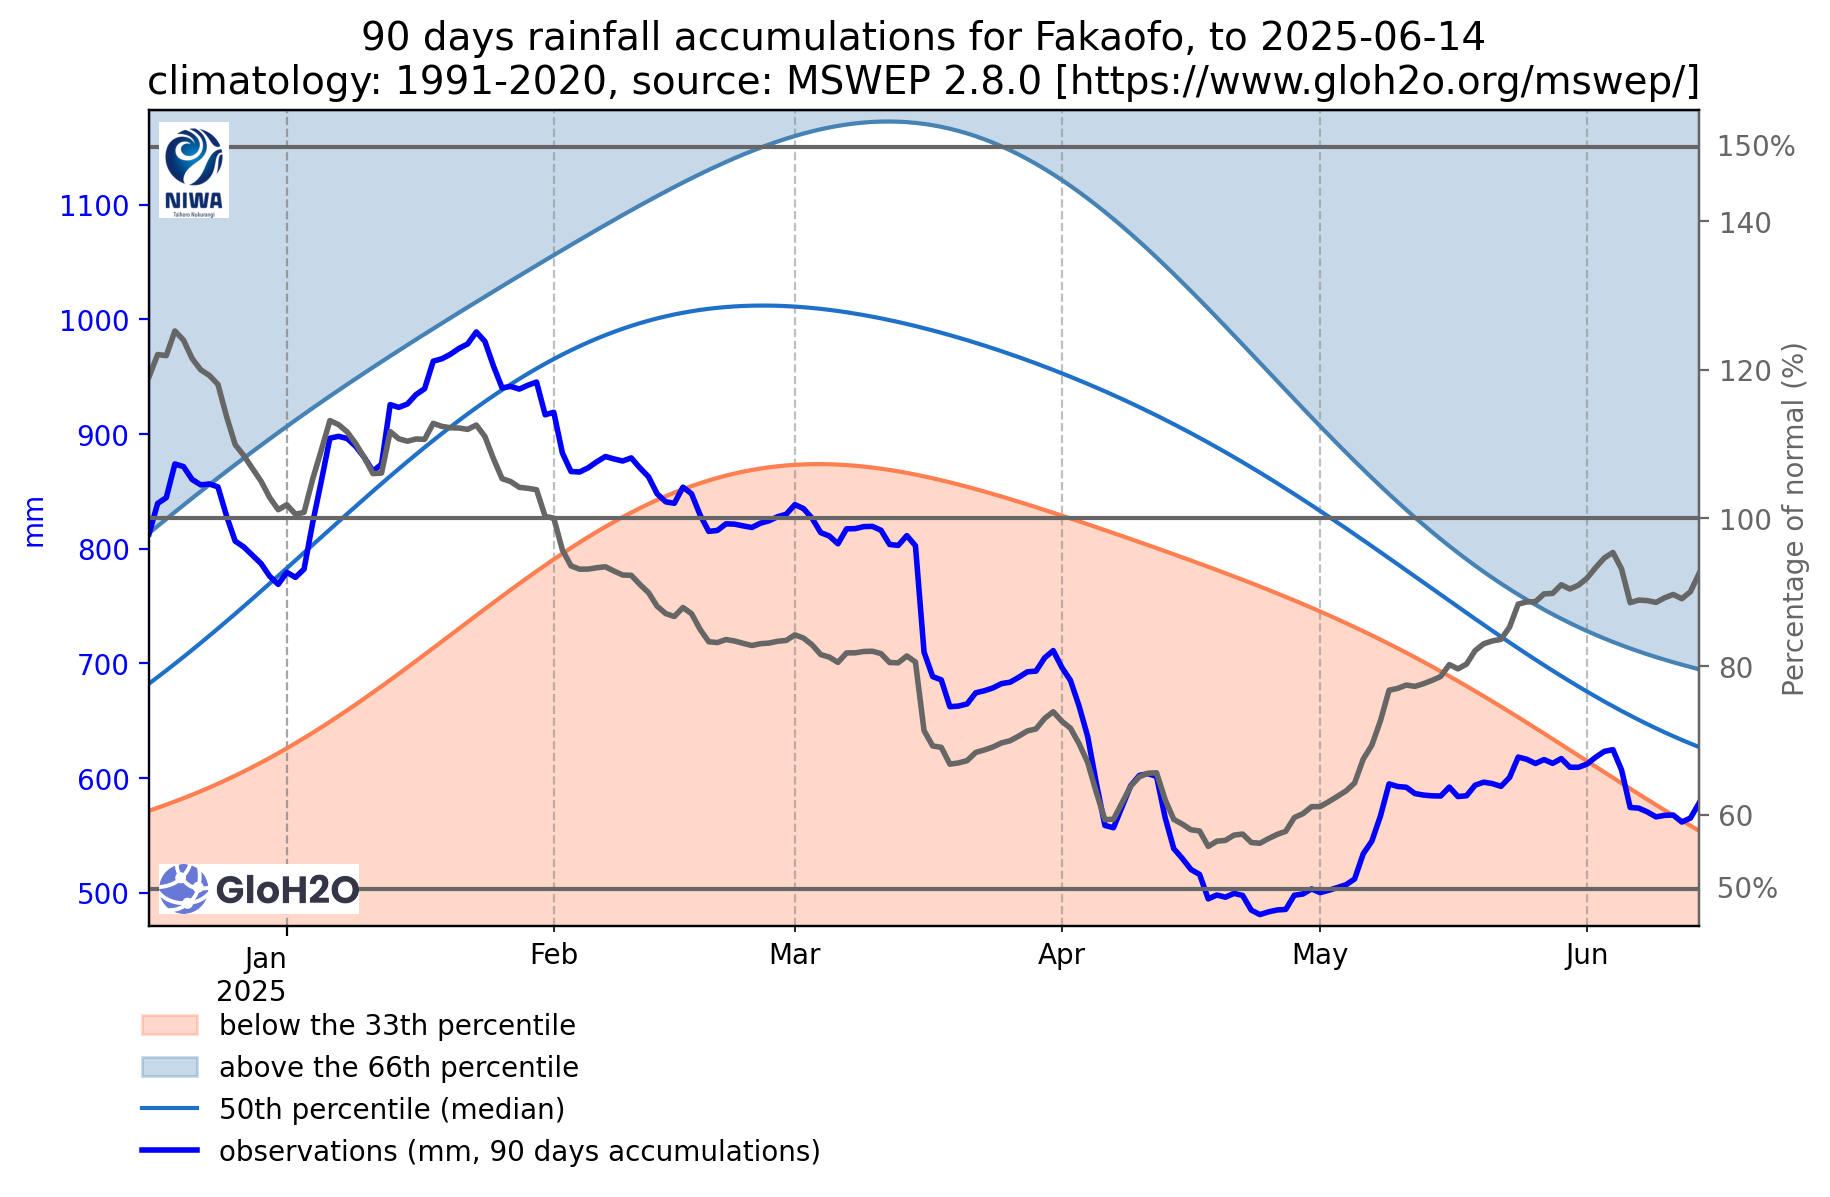 90 days rainfall accumulations for Fakaofo, to 2025-06-14
climatology: 1991-2020, source: MSWEP 2.8.0 [https://www.gloh2o.org/mswep/]
NIWA
Taihoro Nukurangi
mm
1100
1000
900
800
700
600
500
150%
140
120
100
80
60
50%
Percentage of normal (%)
GloH2O
Jan
2025
Feb
Mar
Apr
May
Jun
below the 33th percentile
above the 66th percentile
50th percentile (median)
observations (mm, 90 days accumulations)